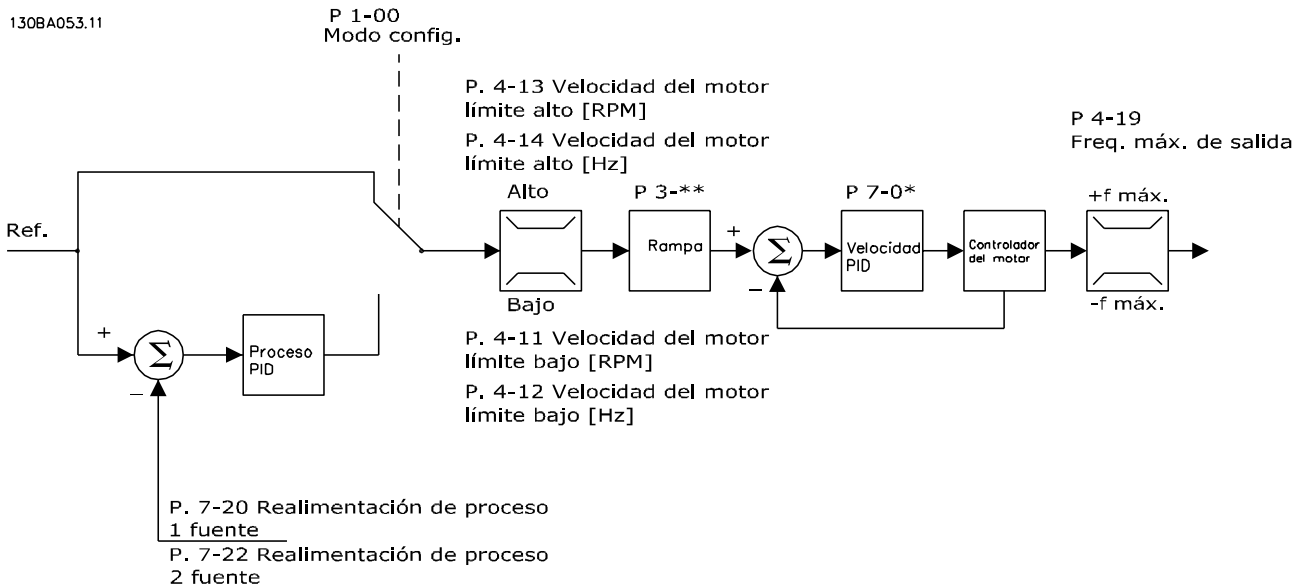 130BA053.11
P 1-00
Modo config.
P. 4-13 Velocidad del motor
límite alto [RPM]
P. 4-14 Velocidad del motor
límite alto [Hz]
P 4-19
Freq. máx. de salida
Ref.
Alto
P 3-**
P 7-0*
+f máx.
+
Rampa
+
Σ
Velocidad
PID
Controlador
del motor
−
Bajo
-f máx.
Σ
Proceso
PID
−
P. 4-11 Velocidad del motor
límite bajo [RPM]
P. 4-12 Velocidad del motor
límite bajo [Hz]
P. 7-20 Realimentación de proceso
1 fuente
P. 7-22 Realimentación de proceso
2 fuente